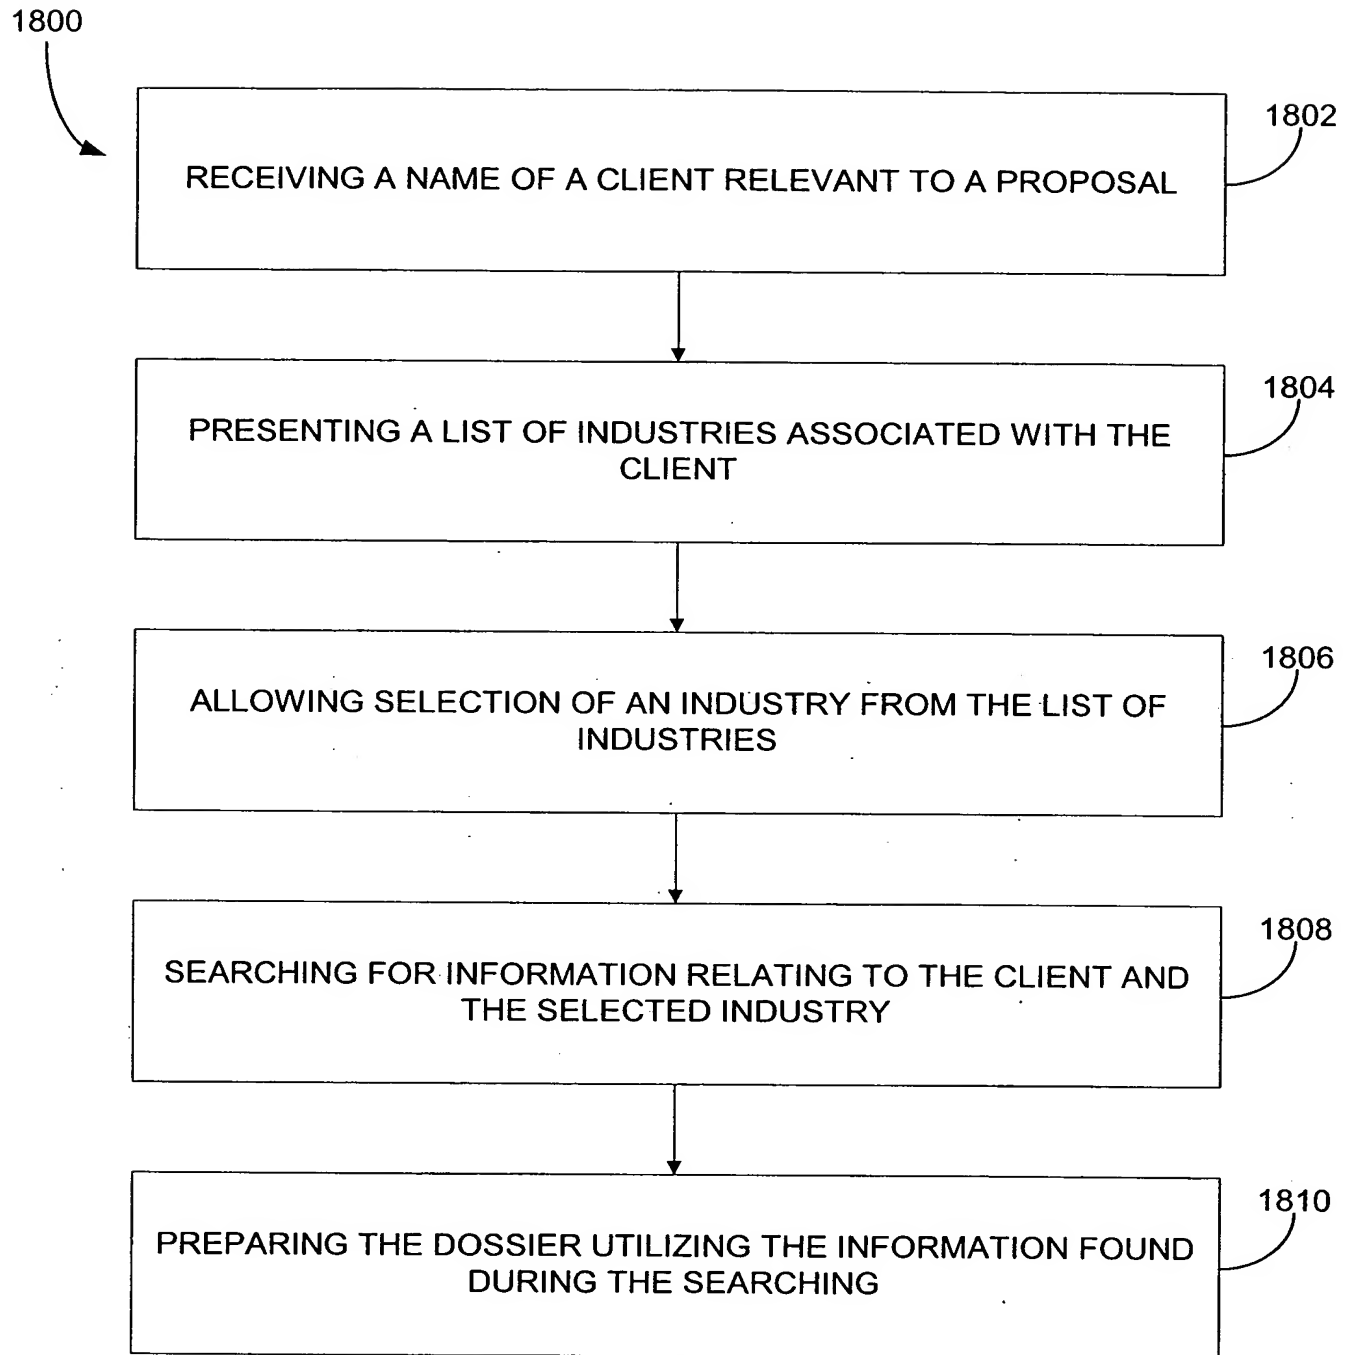 1800
1802
RECEIVING A NAME OF A CLIENT RELEVANT TO A PROPOSAL
1804
PRESENTING A LIST OF INDUSTRIES ASSOCIATED WITH THE
CLIENT
1806
ALLOWING SELECTION OF AN INDUSTRY FROM THE LIST OF
INDUSTRIES
1808
SEARCHING FOR INFORMATION RELATING TO THE CLIENT AND
THE SELECTED INDUSTRY
1810
PREPARING THE DOSSIER UTILIZING THE INFORMATION FOUND
DURING THE SEARCHING